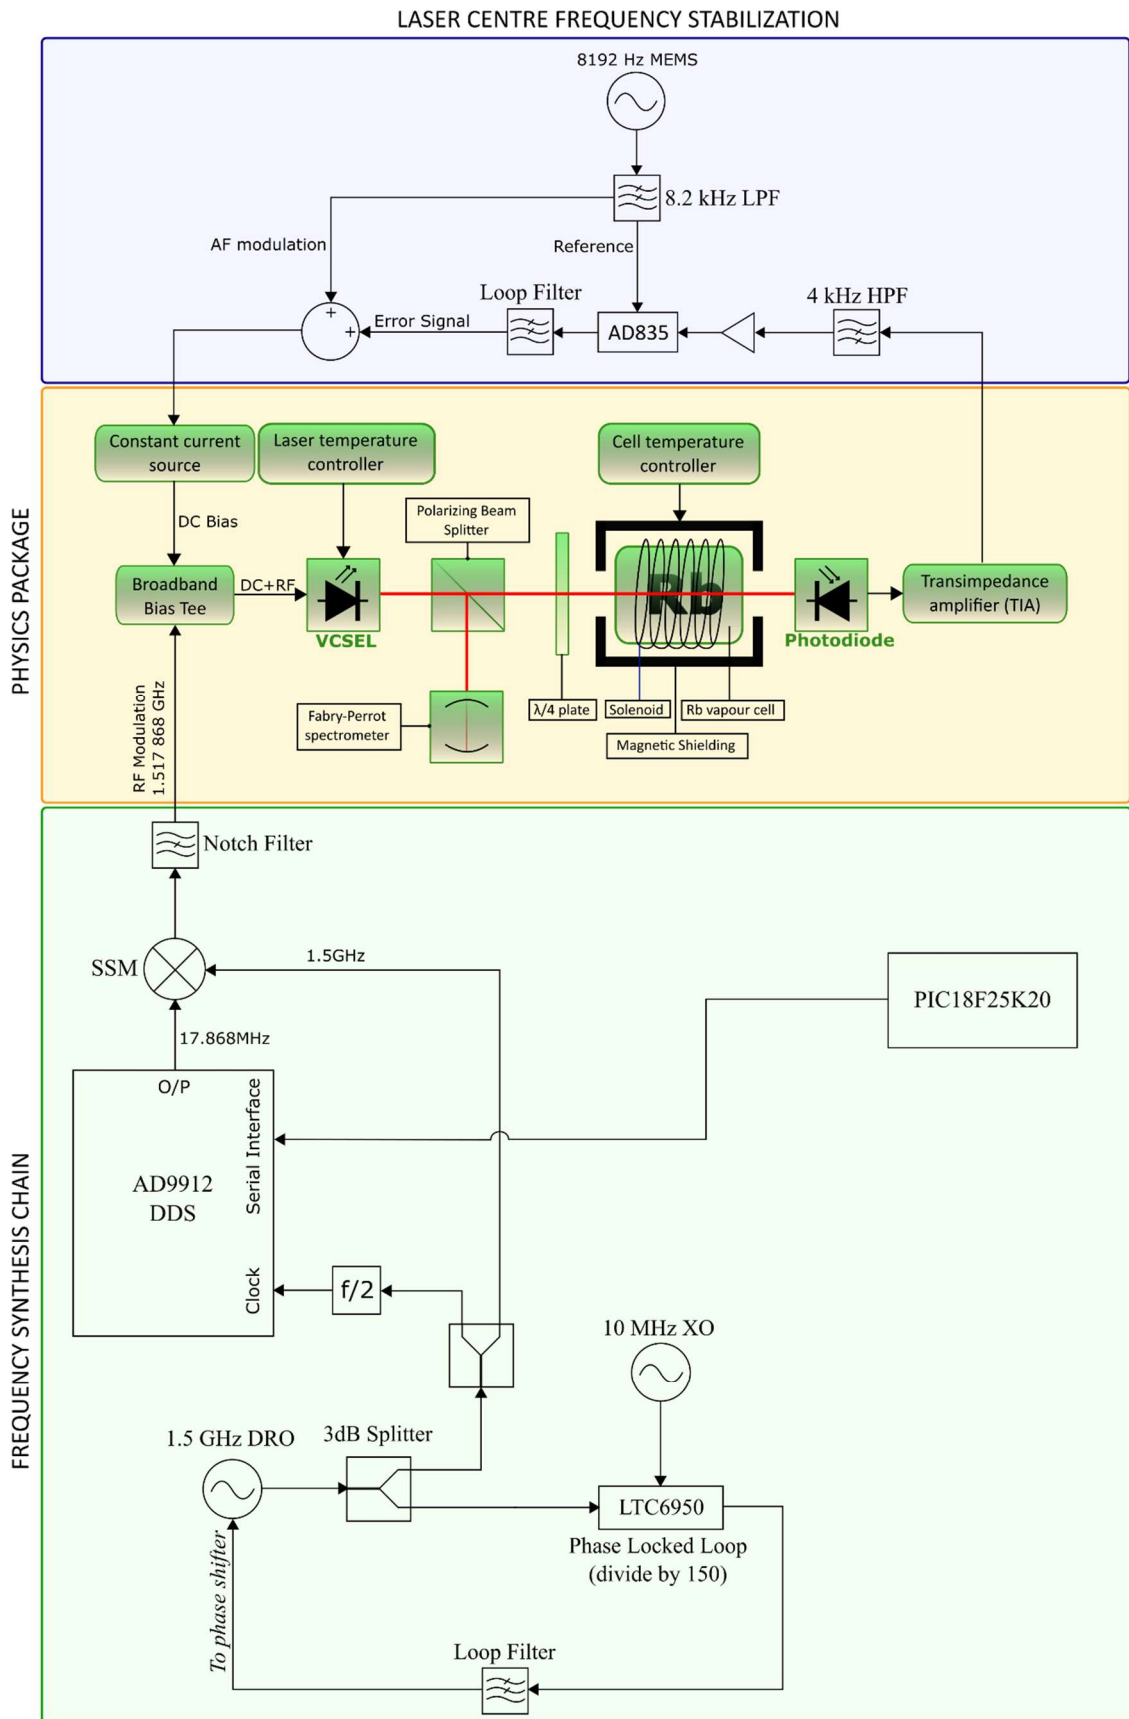 LASER CENTRE FREQUENCY STABILIZATION
8192 Hz MEMS
8.2 kHz LPF
AF modulation
Reference
Loop Filter
4 kHz HPF
+
+
Error Signal
AD835
PHYSICS PACKAGE
Constant current
source
Laser temperature
controller
Cell temperature
controller
Polarizing Beam
Splitter
DC Bias
Broadband
Bias Tee
DC+RF
VCSEL
Rb
Photodiode
Transimpedance
amplifier (TIA)
Fabry-Perrot
spectrometer
λ/4 plate
Solenoid
Rb vapour cell
Magnetic Shielding
RF Modulation
1.517 868 GHz
FREQUENCY SYNTHESIS CHAIN
Notch Filter
SSM
1.5GHz
PIC18F25K20
17.868MHz
O/P
Serial Interface
AD9912
DDS
Clock
f/2
10 MHz XO
1.5 GHz DRO
3dB Splitter
LTC6950
Phase Locked Loop
(divide by 150)
To phase shifter
Loop Filter